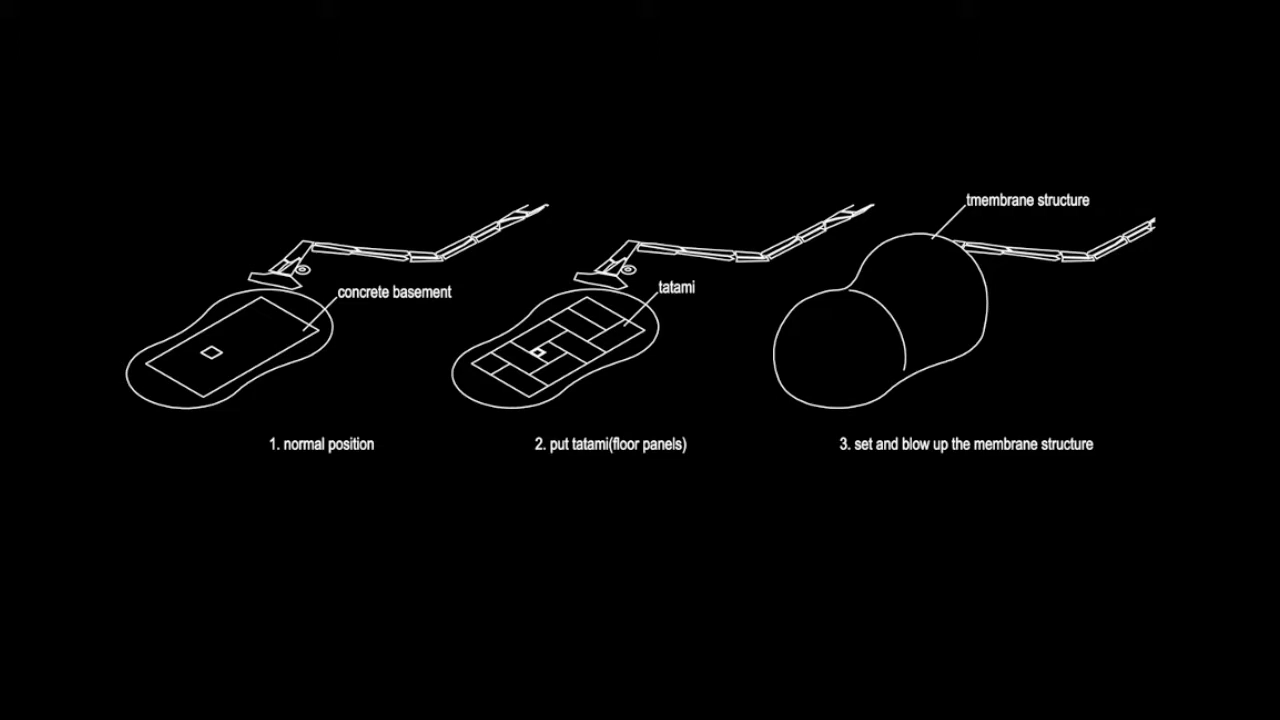 tmembrane structure
concrete basement
tatami
1. normal position
2. put tatami(floor panels)
3. set and blow up the membrane structure